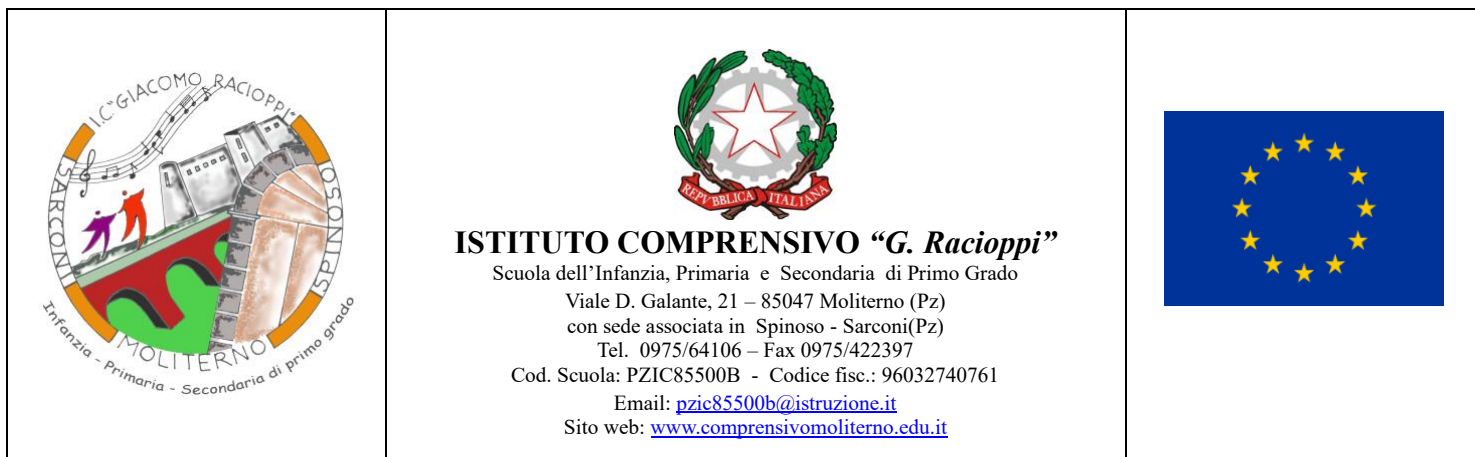 I.C. "GIACOMO RACIOPPI"
SARCONI
SPINOSO
MOLITERNO
Infanzia - Primaria - Secondaria di primo grado
REPVBBLICA ITALIANA
ISTITUTO COMPRENSIVO “G. Racioppi”
Scuola dell’Infanzia, Primaria e Secondaria di Primo Grado
Viale D. Galante, 21 – 85047 Moliterno (Pz)
con sede associata in Spinoso - Sarconi(Pz)
Tel. 0975/64106 – Fax 0975/422397
Cod. Scuola: PZIC85500B - Codice fisc.: 96032740761
Email: pzic85500b@istruzione.it
Sito web: www.comprensivomoliterno.edu.it